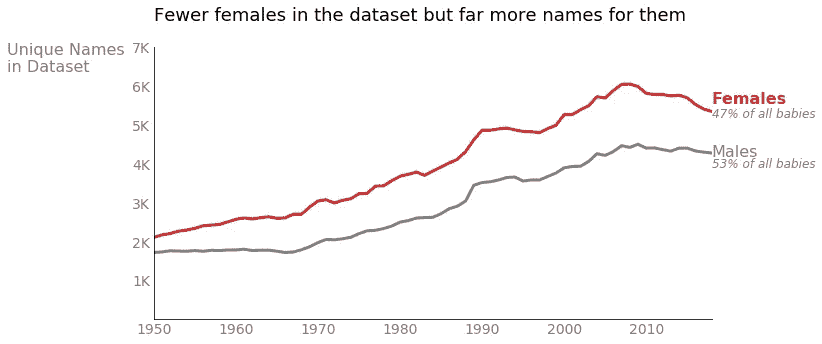 Fewer females in the dataset but far more names for them
Unique Names
in Dataset
7K
6K
5K
4K
3K
2K
1K
Females
47% of all babies
Males
53% of all babies
1950 1960 1970 1980 1990 2000 2010